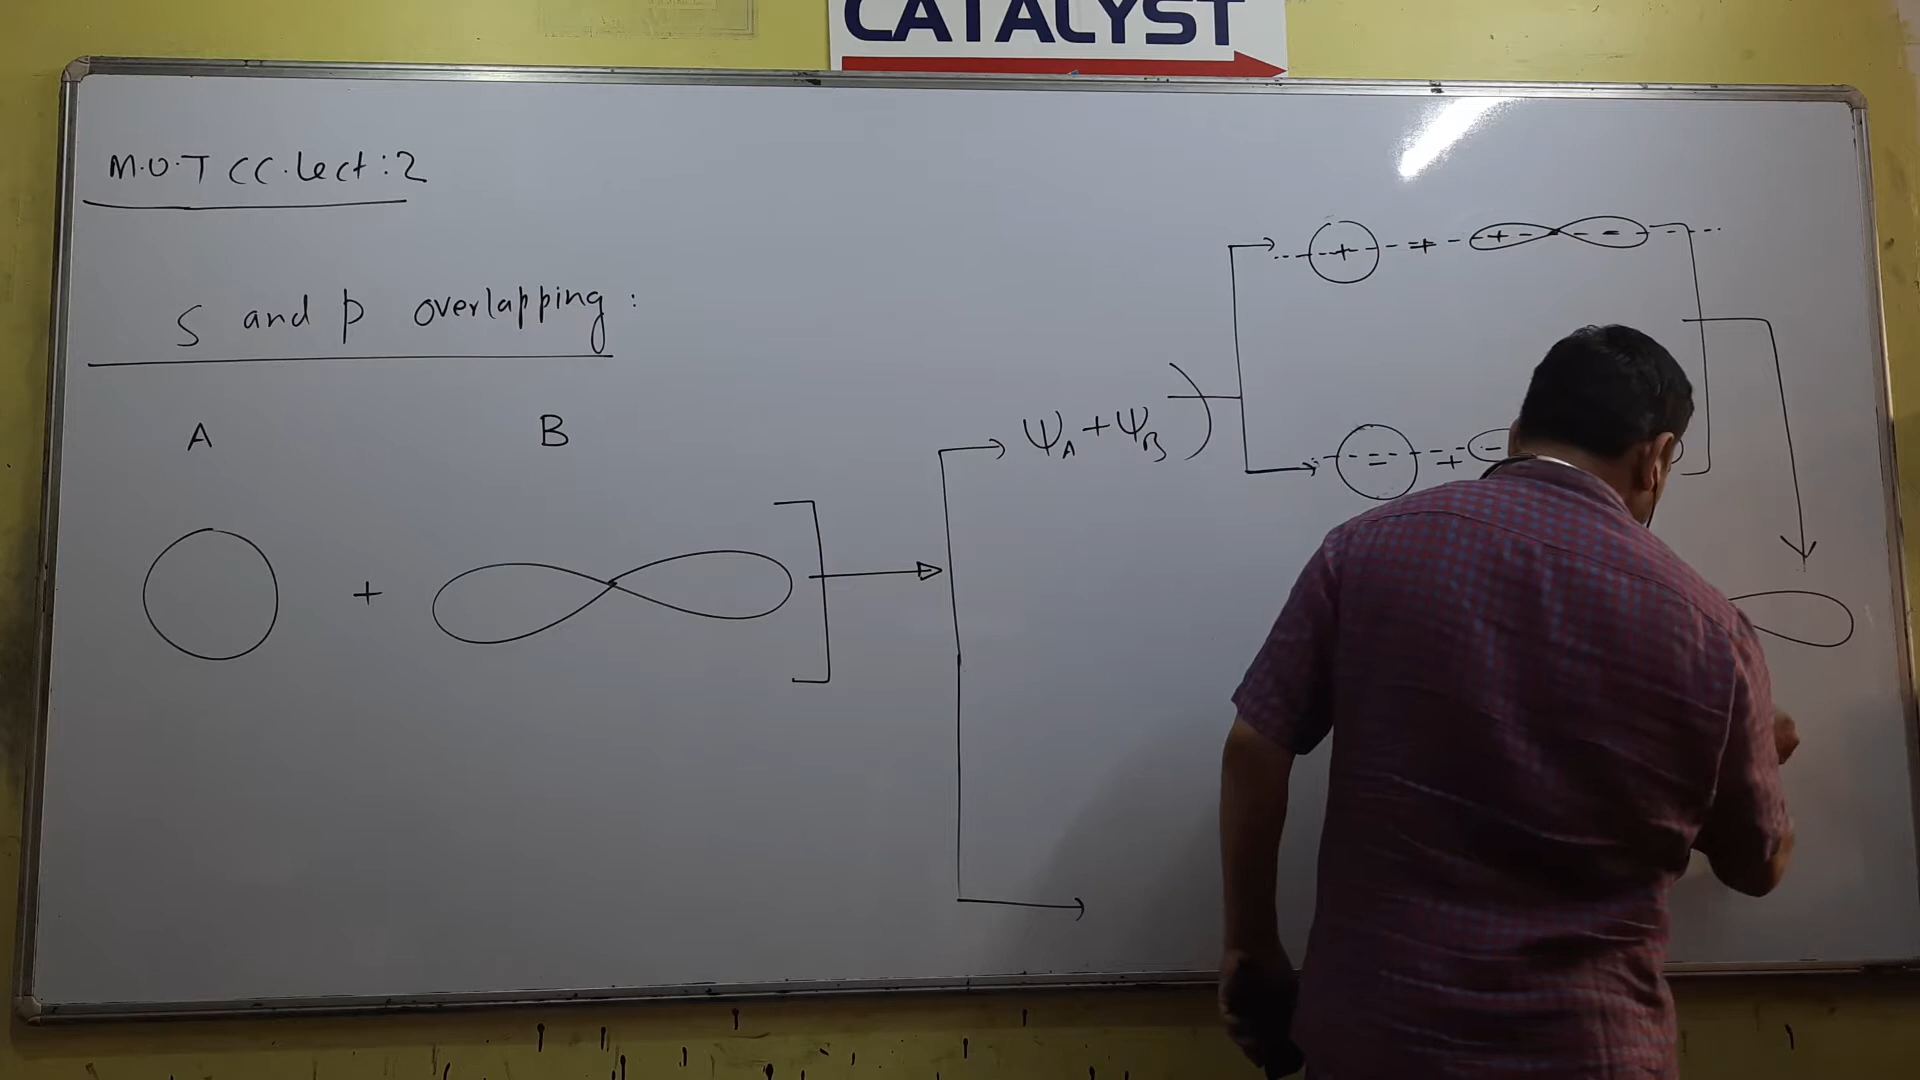 CATALYST
M.O.T CC.Lect:2
S and p overlapping:
A B
+
ψA + ψB
+ + + -
- + -